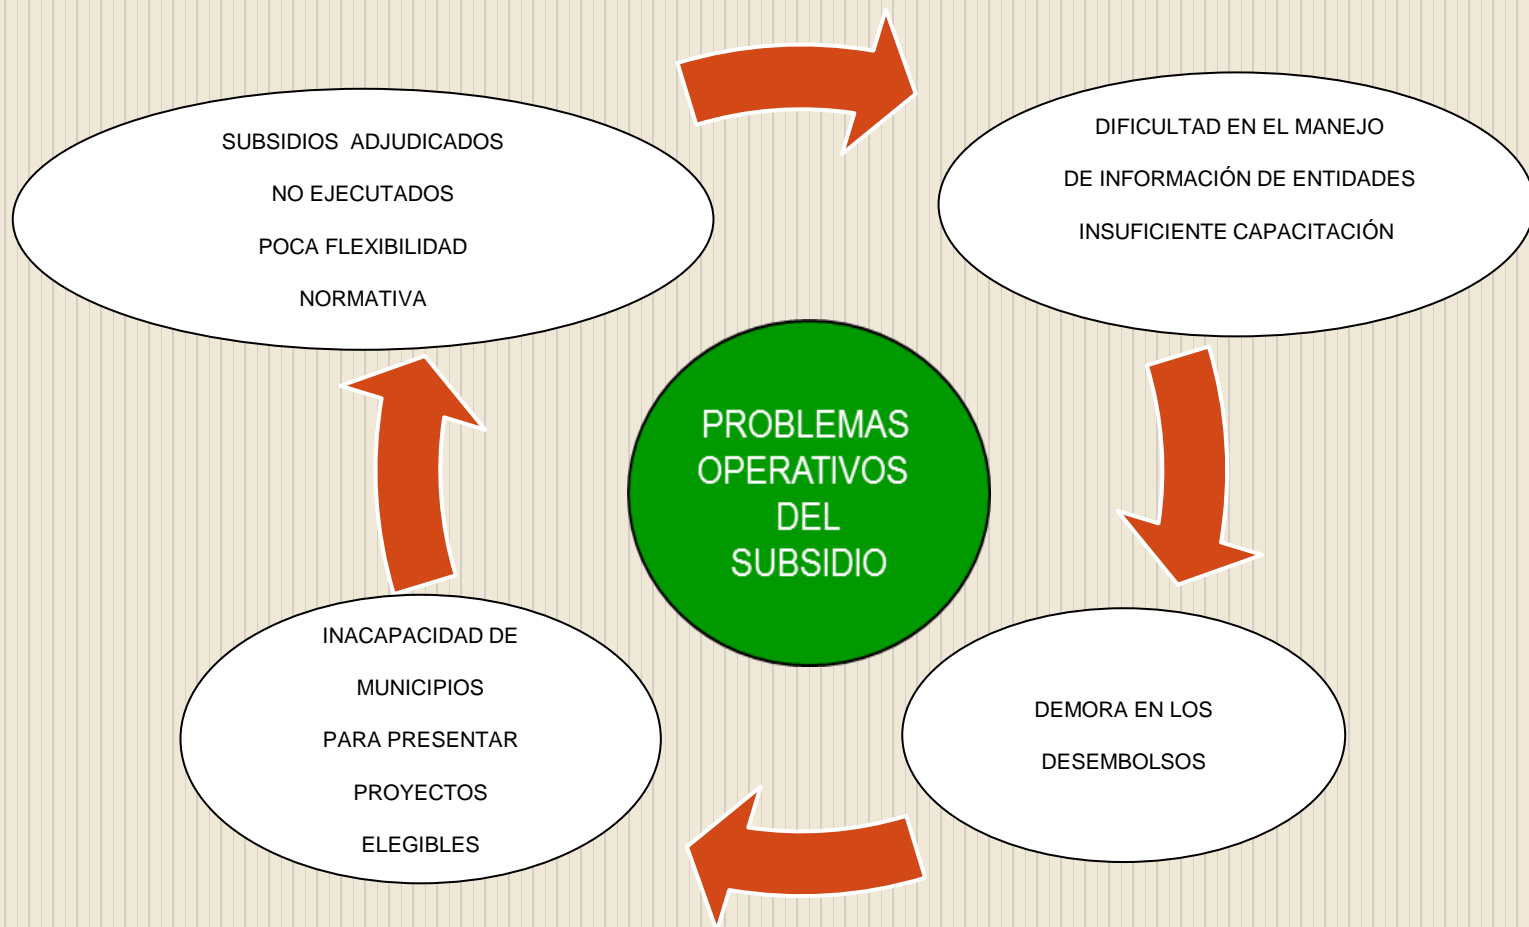 SUBSIDIOS ADJUDICADOS
NO EJECUTADOS
POCA FLEXIBILIDAD
NORMATIVA
DIFICULTAD EN EL MANEJO
DE INFORMACIÓN DE ENTIDADES
INSUFICIENTE CAPACITACIÓN
PROBLEMAS
OPERATIVOS
DEL
SUBSIDIO
INACAPACIDAD DE
MUNICIPIOS
PARA PRESENTAR
PROYECTOS
ELEGIBLES
DEMORA EN LOS
DESEMBOLSOS